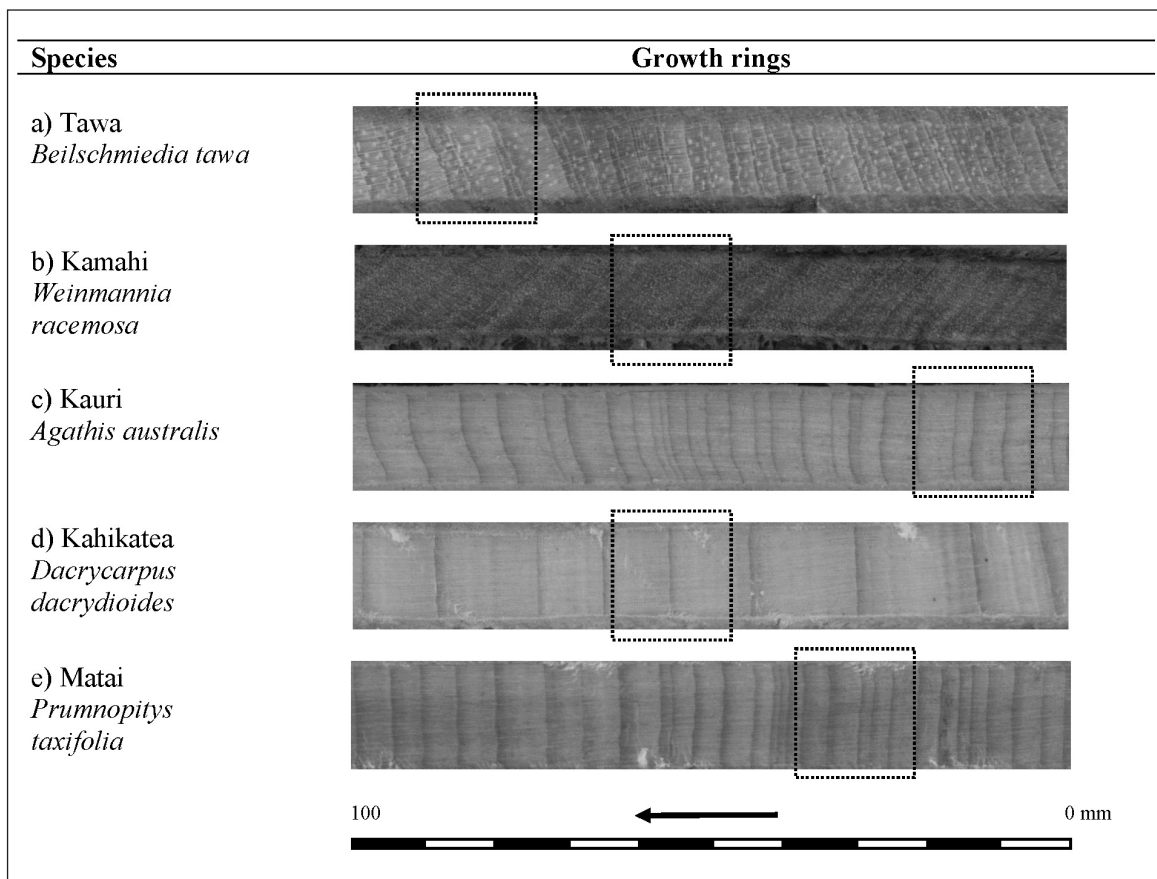 Species Growth rings
a) Tawa
Beilschmiedia tawa
b) Kamahi
Weinmannia
racemosa
c) Kauri
Agathis australis
d) Kahikatea
Dacrycarpus
dacrydioides
e) Matai
Prumnopitys
taxifolia
100 0 mm